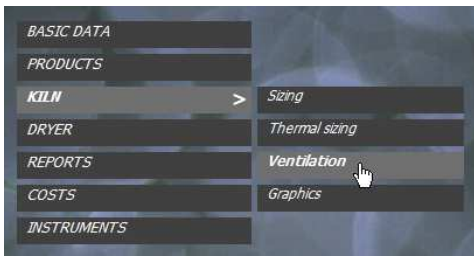 BASIC DATA
PRODUCTS
KILN >
DRYER
REPORTS
COSTS
INSTRUMENTS
Sizing
Thermal sizing
Ventilation
Graphics